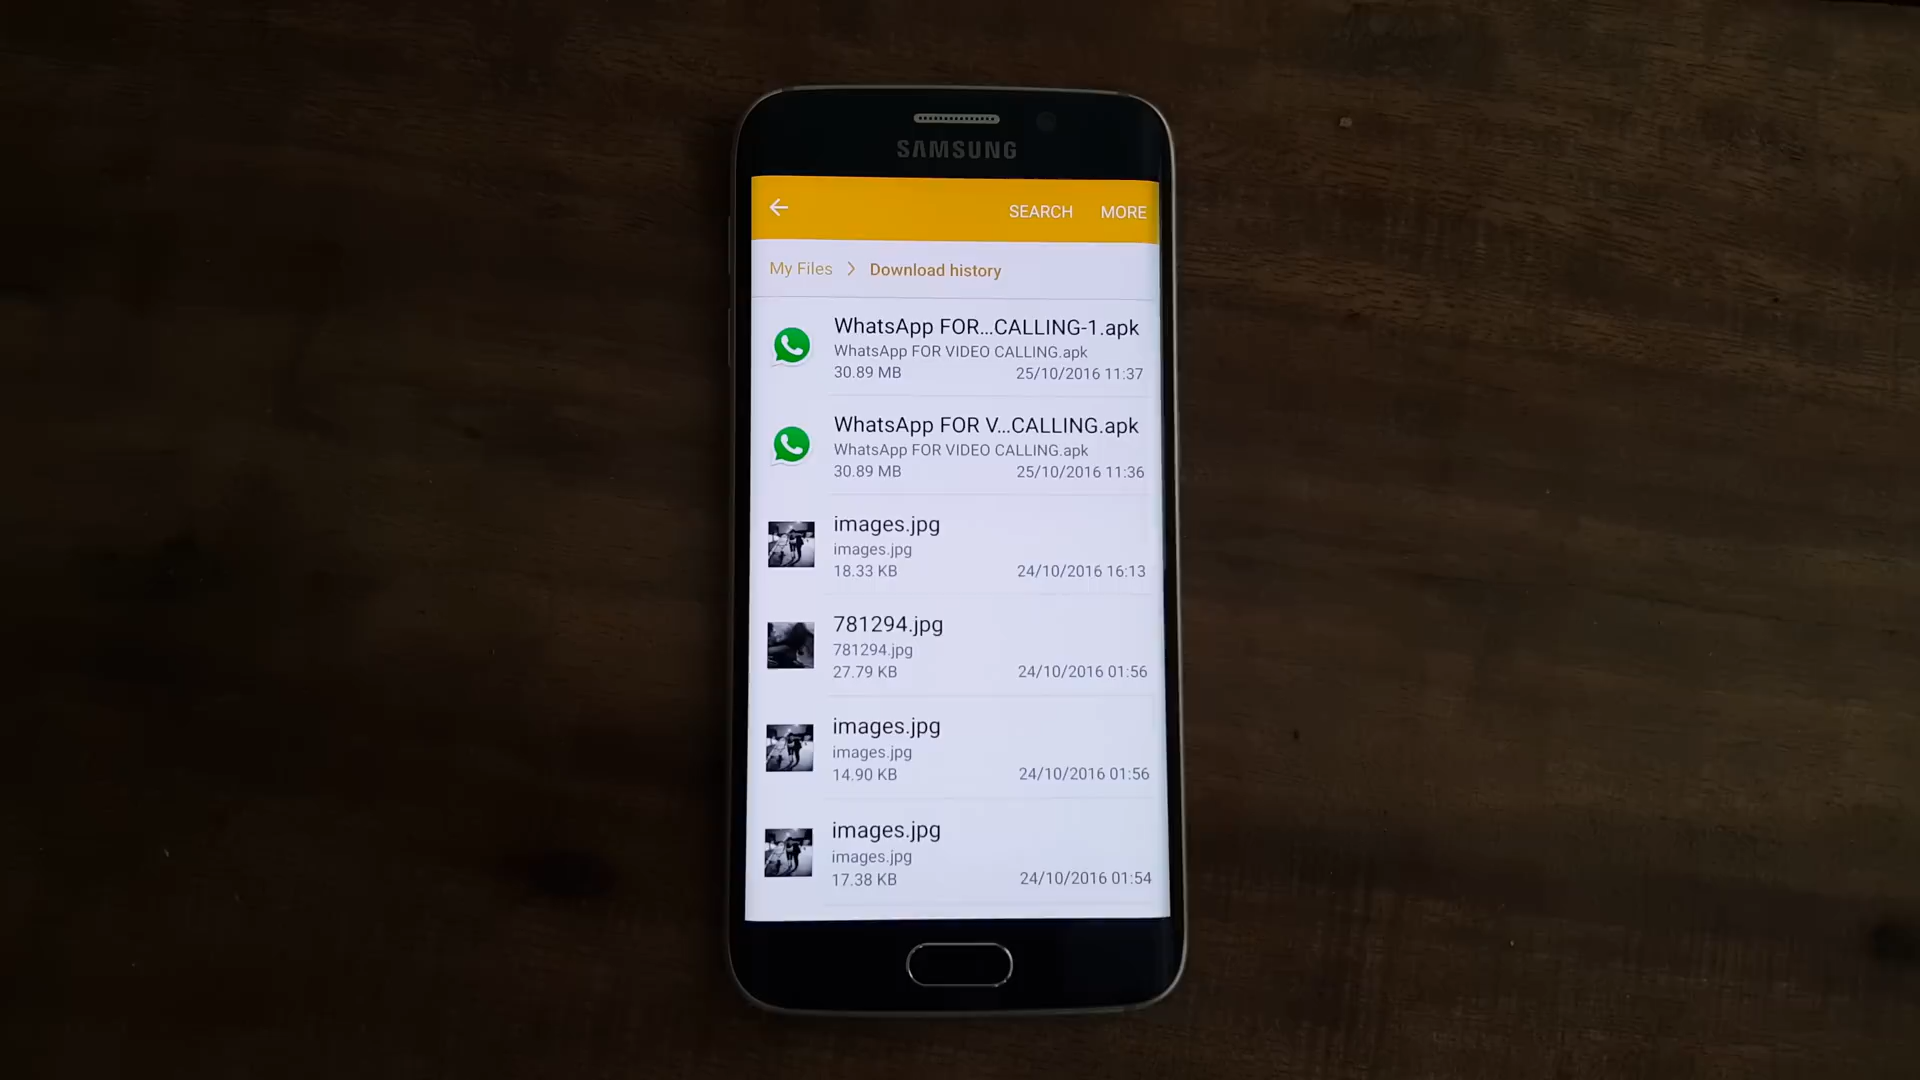 SAMSUNG
SEARCH MORE
My Files > Download history
WhatsApp FOR...CALLING-1.apk
WhatsApp FOR VIDEO CALLING.apk
30.89 MB 25/10/2016 11:37
WhatsApp FOR V...CALLING.apk
WhatsApp FOR VIDEO CALLING.apk
30.89 MB 25/10/2016 11:36
images.jpg
images.jpg
18.33 KB 24/10/2016 16:13
781294.jpg
781294.jpg
27.79 KB 24/10/2016 01:56
images.jpg
images.jpg
14.90 KB 24/10/2016 01:56
images.jpg
images.jpg
17.38 KB 24/10/2016 01:54